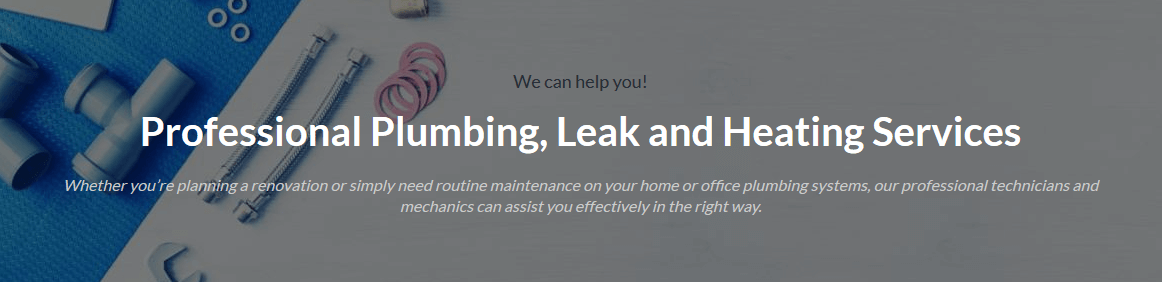 We can help you!
Professional Plumbing, Leak and Heating Services
Whether you’re planning a renovation or simply need routine maintenance on your home or office plumbing systems, our professional technicians and
mechanics can assist you effectively in the right way.